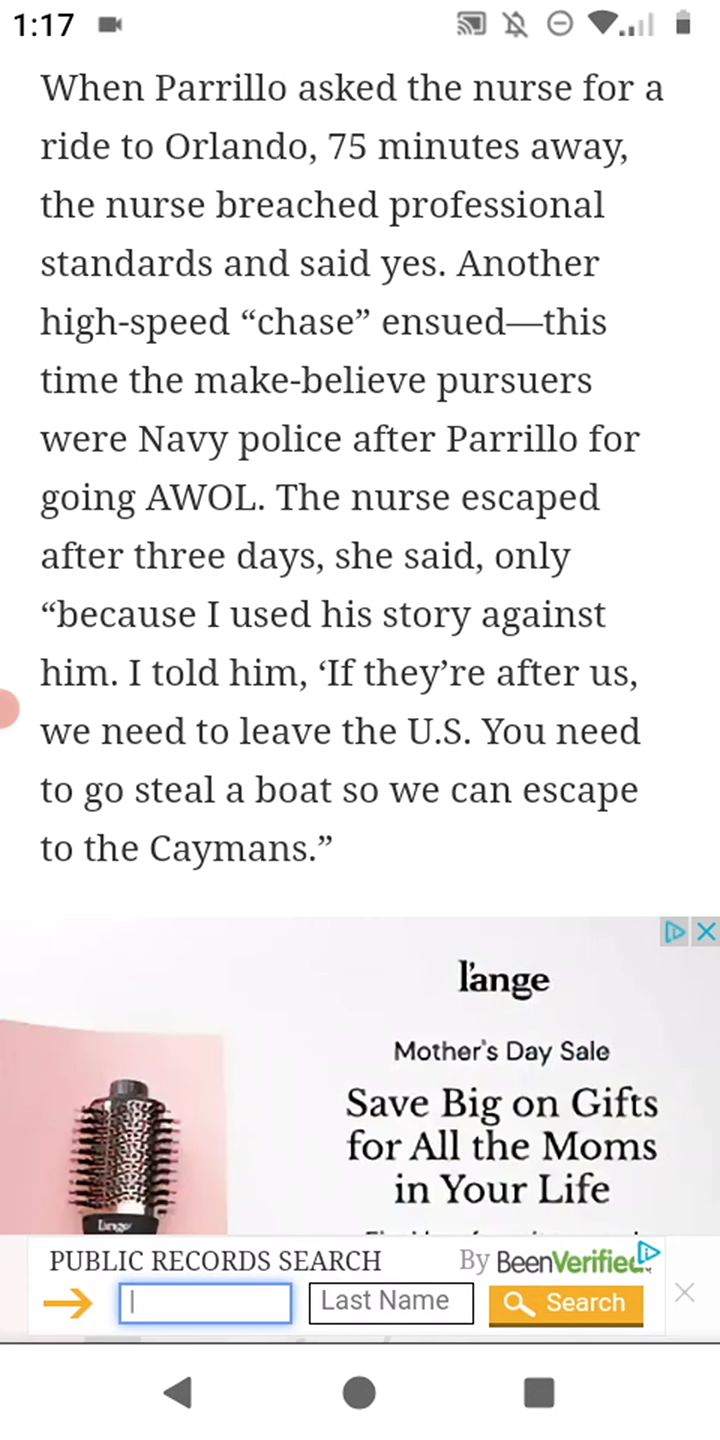 1:17
When Parrillo asked the nurse for a
ride to Orlando, 75 minutes away,
the nurse breached professional
standards and said yes. Another
high-speed “chase” ensued—this
time the make-believe pursuers
were Navy police after Parrillo for
going AWOL. The nurse escaped
after three days, she said, only
“because I used his story against
him. I told him, ‘If they’re after us,
we need to leave the U.S. You need
to go steal a boat so we can escape
to the Caymans.”
l'ange
Mother's Day Sale
Save Big on Gifts
for All the Moms
in Your Life
l'ange
PUBLIC RECORDS SEARCH By BeenVerified
Last Name Search